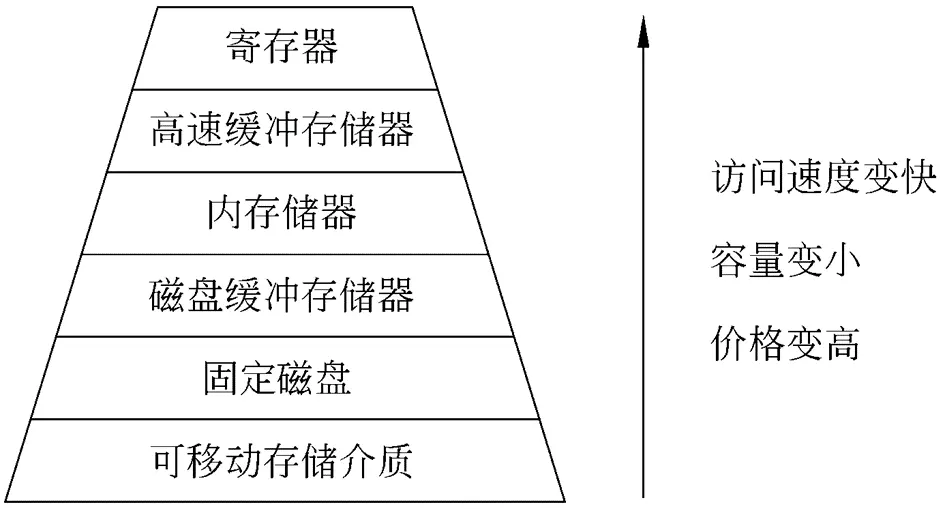 寄存器
高速缓冲存储器
内存储器
磁盘缓冲存储器
固定磁盘
可移动存储介质
访问速度变快
容量变小
价格变高